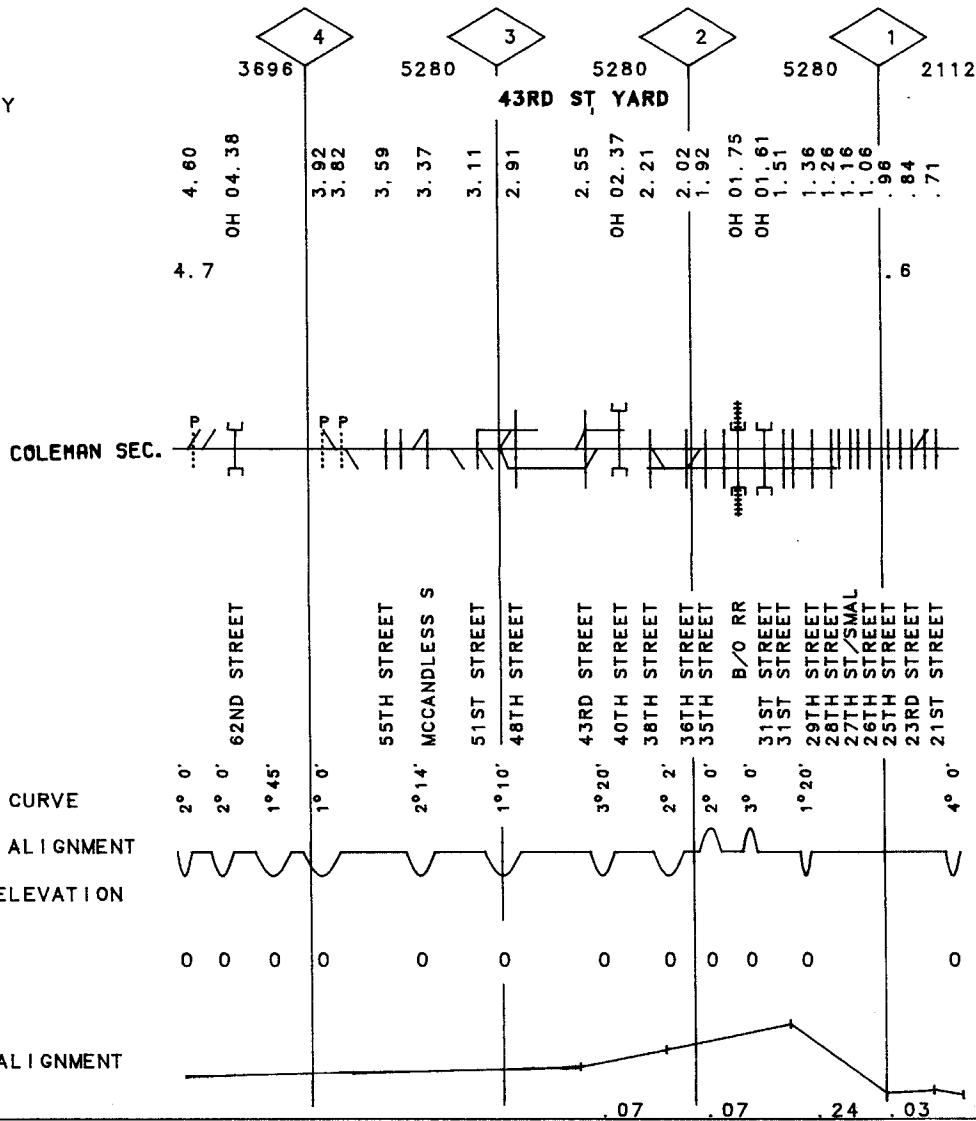 4 3 2 1
3696 5280 5280 5280 2112
Y 43RD ST, YARD
4.60
OH 04.38
3.92
3.82
3.59
3.37
3.11
2.91
2.55
OH 02.37
2.21
2.02
1.92
OH 01.75
OH 01.61
1.51
1.36
1.26
1.16
1.06
.96
.84
.71
4.7 .6
P P P
COLEMAN SEC.
62ND STREET
55TH STREET
MCCANDLESS S
51ST STREET
48TH STREET
43RD STREET
40TH STREET
38TH STREET
36TH STREET
35TH STREET
B/O RR
31ST STREET
31ST STREET
29TH STREET
28TH STREET
27TH ST/SMAL
26TH STREET
25TH STREET
23RD STREET
21ST STREET
CURVE 2° 0' 2° 0' 1° 45' 1° 0' 2° 14' 1° 10' 3° 20' 2° 2' 2° 0' 3° 0' 1° 20' 4° 0'
ALIGNMENT
ELEVATION
0 0 0 0 0 0 0 0 0 0 0 0
ALIGNMENT
.07 .07 .24 .03